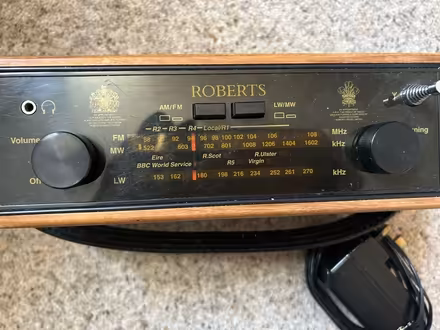 ROBERTS
AM/FM
LW/MW
R2 R3 R4 Local/R1
Volume
FM 88 92 94 96 98 100 102 104 106 108 MHz
MW 522 603 702 801 1008 1206 1404 1602 kHz
Eire R.Scot R.Ulster
BBC World Service R5 Virgin
Off
LW 153 162 180 198 216 234 252 261 270 kHz